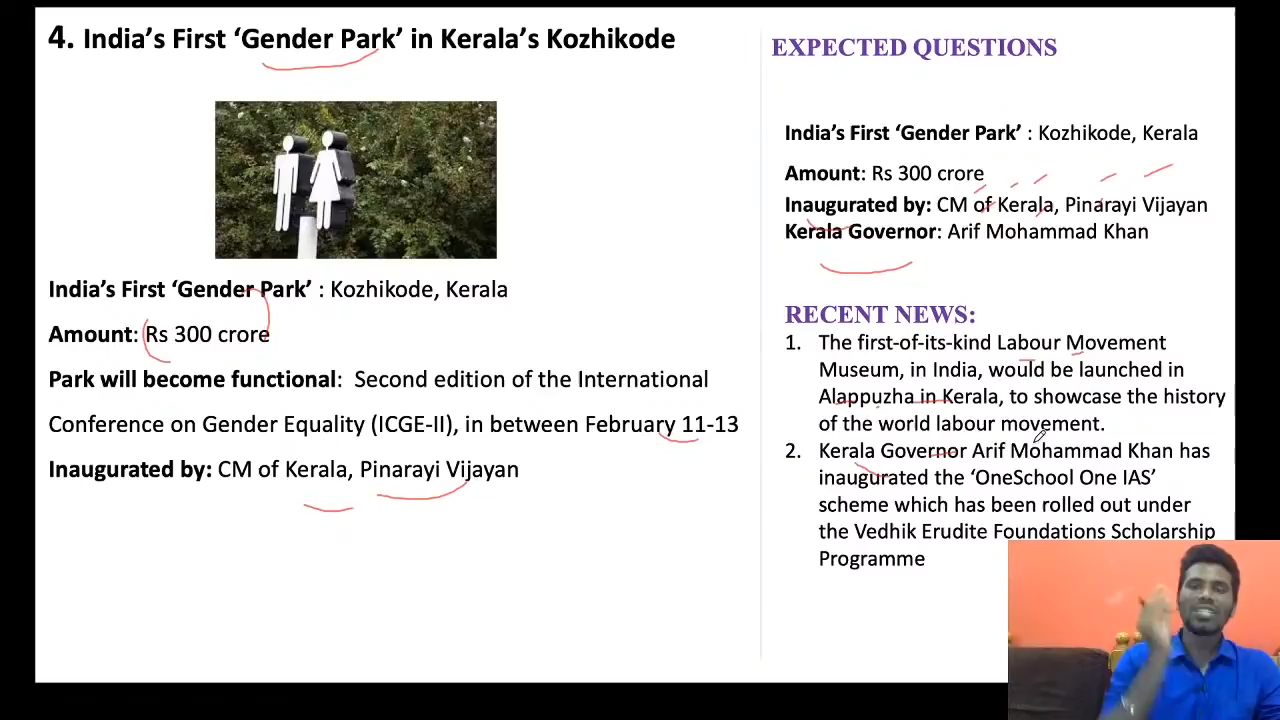 4. India's First ‘Gender Park’ in Kerala's Kozhikode
India's First ‘Gender Park’ : Kozhikode, Kerala
Amount: Rs 300 crore
Park will become functional: Second edition of the International
Conference on Gender Equality (ICGE-II), in between February 11-13
Inaugurated by: CM of Kerala, Pinarayi Vijayan
EXPECTED QUESTIONS
India's First ‘Gender Park’ : Kozhikode, Kerala
Amount: Rs 300 crore
Inaugurated by: CM of Kerala, Pinarayi Vijayan
Kerala Governor: Arif Mohammad Khan
RECENT NEWS:
1. The first-of-its-kind Labour Movement
Museum, in India, would be launched in
Alappuzha in Kerala, to showcase the history
of the world labour movement.
2. Kerala Governor Arif Mohammad Khan has
inaugurated the ‘OneSchool One IAS’
scheme which has been rolled out under
the Vedhik Erudite Foundations Scholarship
Programme